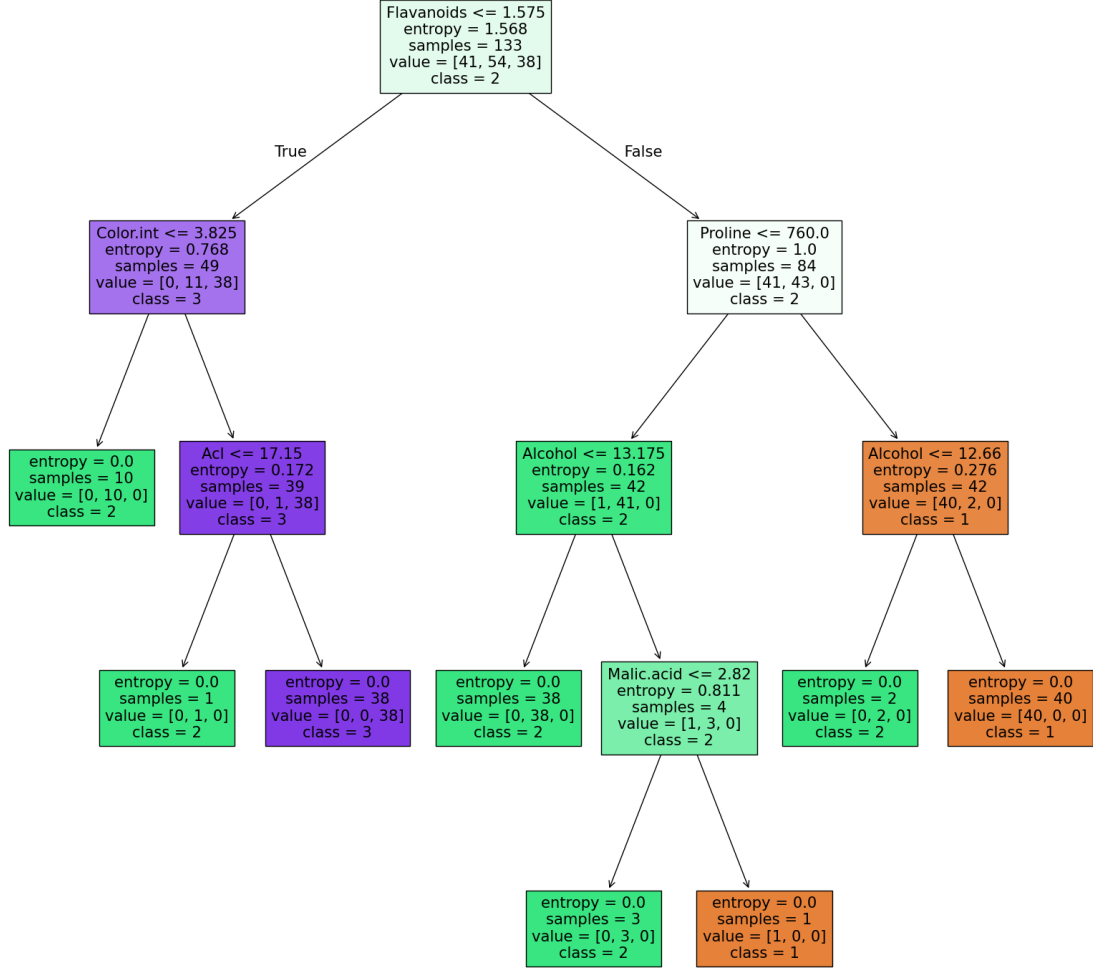 Flavanoids <= 1.575
entropy = 1.568
samples = 133
value = [41, 54, 38]
class = 2
True
False
Color.int <= 3.825
entropy = 0.768
samples = 49
value = [0, 11, 38]
class = 3
Proline <= 760.0
entropy = 1.0
samples = 84
value = [41, 43, 0]
class = 2
entropy = 0.0
samples = 10
value = [0, 10, 0]
class = 2
Acl <= 17.15
entropy = 0.172
samples = 39
value = [0, 1, 38]
class = 3
Alcohol <= 13.175
entropy = 0.162
samples = 42
value = [1, 41, 0]
class = 2
Alcohol <= 12.66
entropy = 0.276
samples = 42
value = [40, 2, 0]
class = 1
entropy = 0.0
samples = 1
value = [0, 1, 0]
class = 2
entropy = 0.0
samples = 38
value = [0, 0, 38]
class = 3
entropy = 0.0
samples = 38
value = [0, 38, 0]
class = 2
Malic.acid <= 2.82
entropy = 0.811
samples = 4
value = [1, 3, 0]
class = 2
entropy = 0.0
samples = 2
value = [0, 2, 0]
class = 2
entropy = 0.0
samples = 40
value = [40, 0, 0]
class = 1
entropy = 0.0
samples = 3
value = [0, 3, 0]
class = 2
entropy = 0.0
samples = 1
value = [1, 0, 0]
class = 1